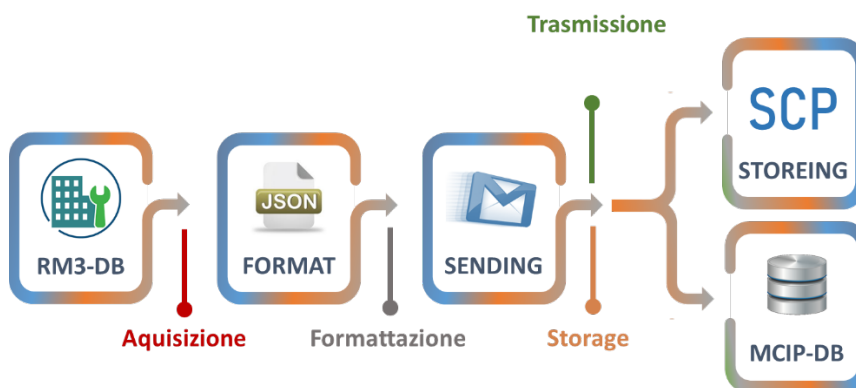 Trasmissione
SCP
STOREING
JSON
RM3-DB
FORMAT
SENDING
Aquisizione
Formattazione
Storage
MCIP-DB